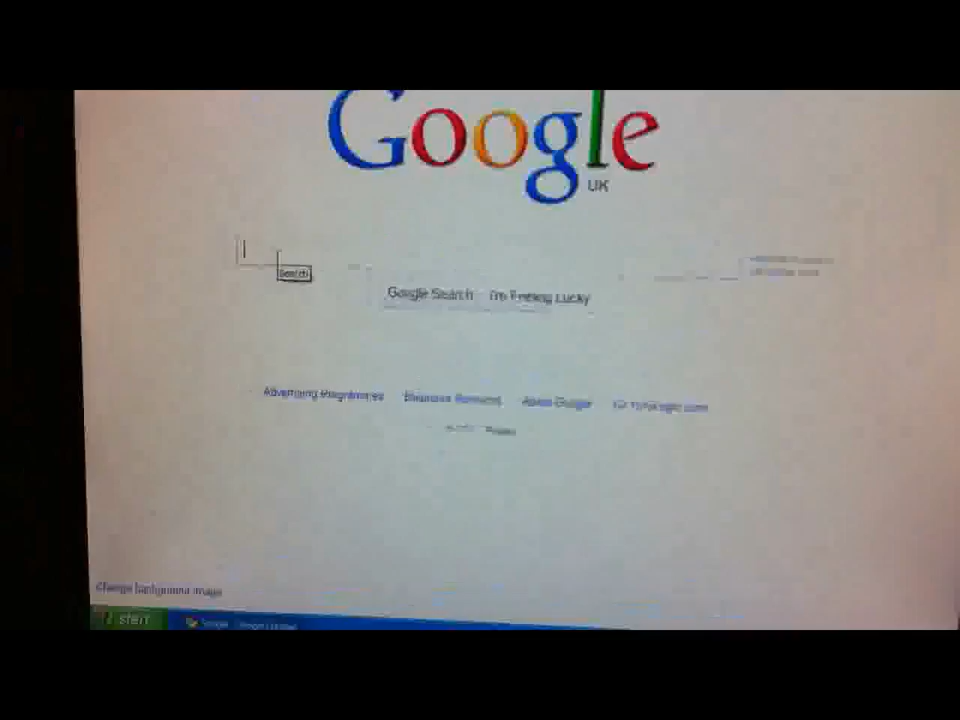 Google
UK
Search
Google Search I'm Feeling Lucky
Advertising Programmes Business Solutions About Google Go to Google.com
Privacy
Change background image
start Google